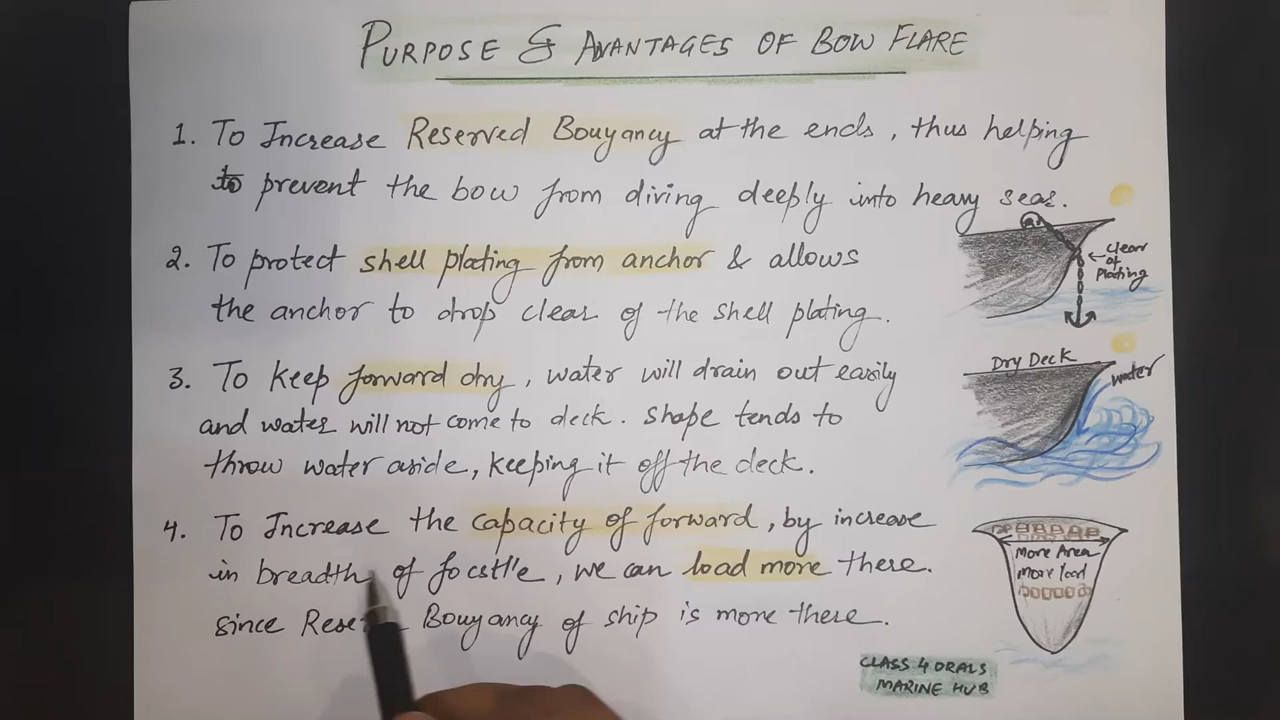 PURPOSE & AVANTAGES OF BOW FLARE
1. To Increase Reserved Bouyancy at the ends, thus helping
to prevent the bow from diving deeply into heavy seas.
2. To protect shell plating from anchor & allows
the anchor to drop clear of the shell plating.
clear
of
Plating
3. To keep forward dry, water will drain out easily
and water will not come to deck. Shape tends to
throw water aside, keeping it off the deck.
Dry Deck
water
4. To Increase the capacity of forward, by increase
in breadth of focstl'e, we can load more there.
since Bouyancy of ship is more there.
More Area
More load
CLASS 4 ORALS
MARINE HUB